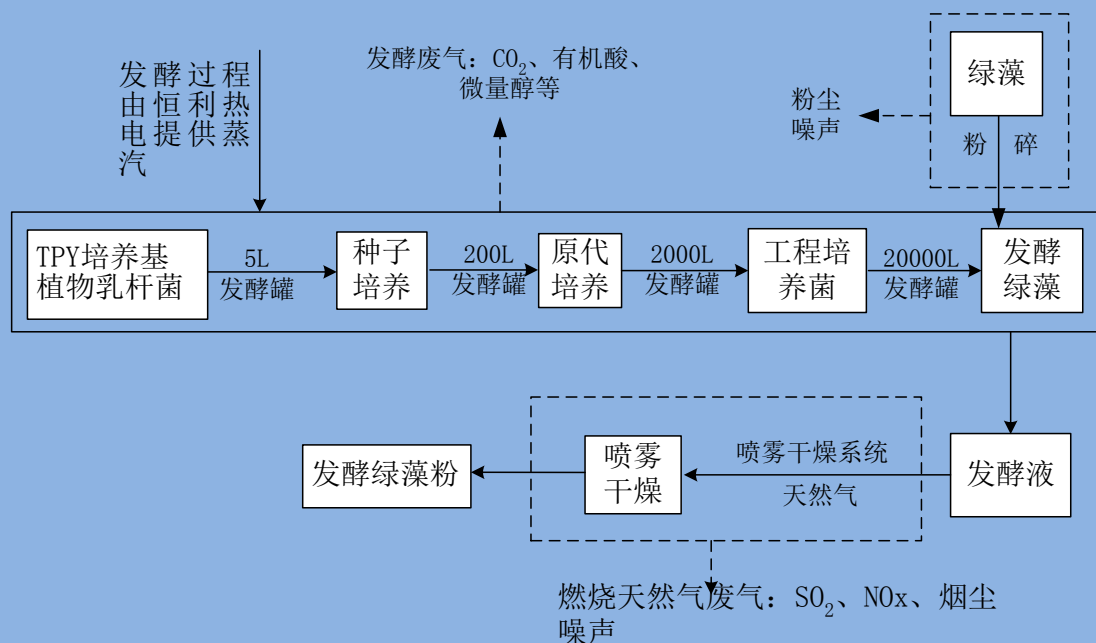 发酵过程
由恒利热
电提供蒸
汽
发酵废气：CO₂、有机酸、
微量醇等
粉尘
噪声
绿藻
粉 碎
TPY培养基
植物乳杆菌
5L
发酵罐
种子
培养
200L
发酵罐
原代
培养
2000L
发酵罐
工程培
养菌
20000L
发酵罐
发酵
绿藻
发酵绿藻粉
喷雾
干燥
喷雾干燥系统
天然气
发酵液
燃烧天然气废气：SO₂、NOx、烟尘
噪声